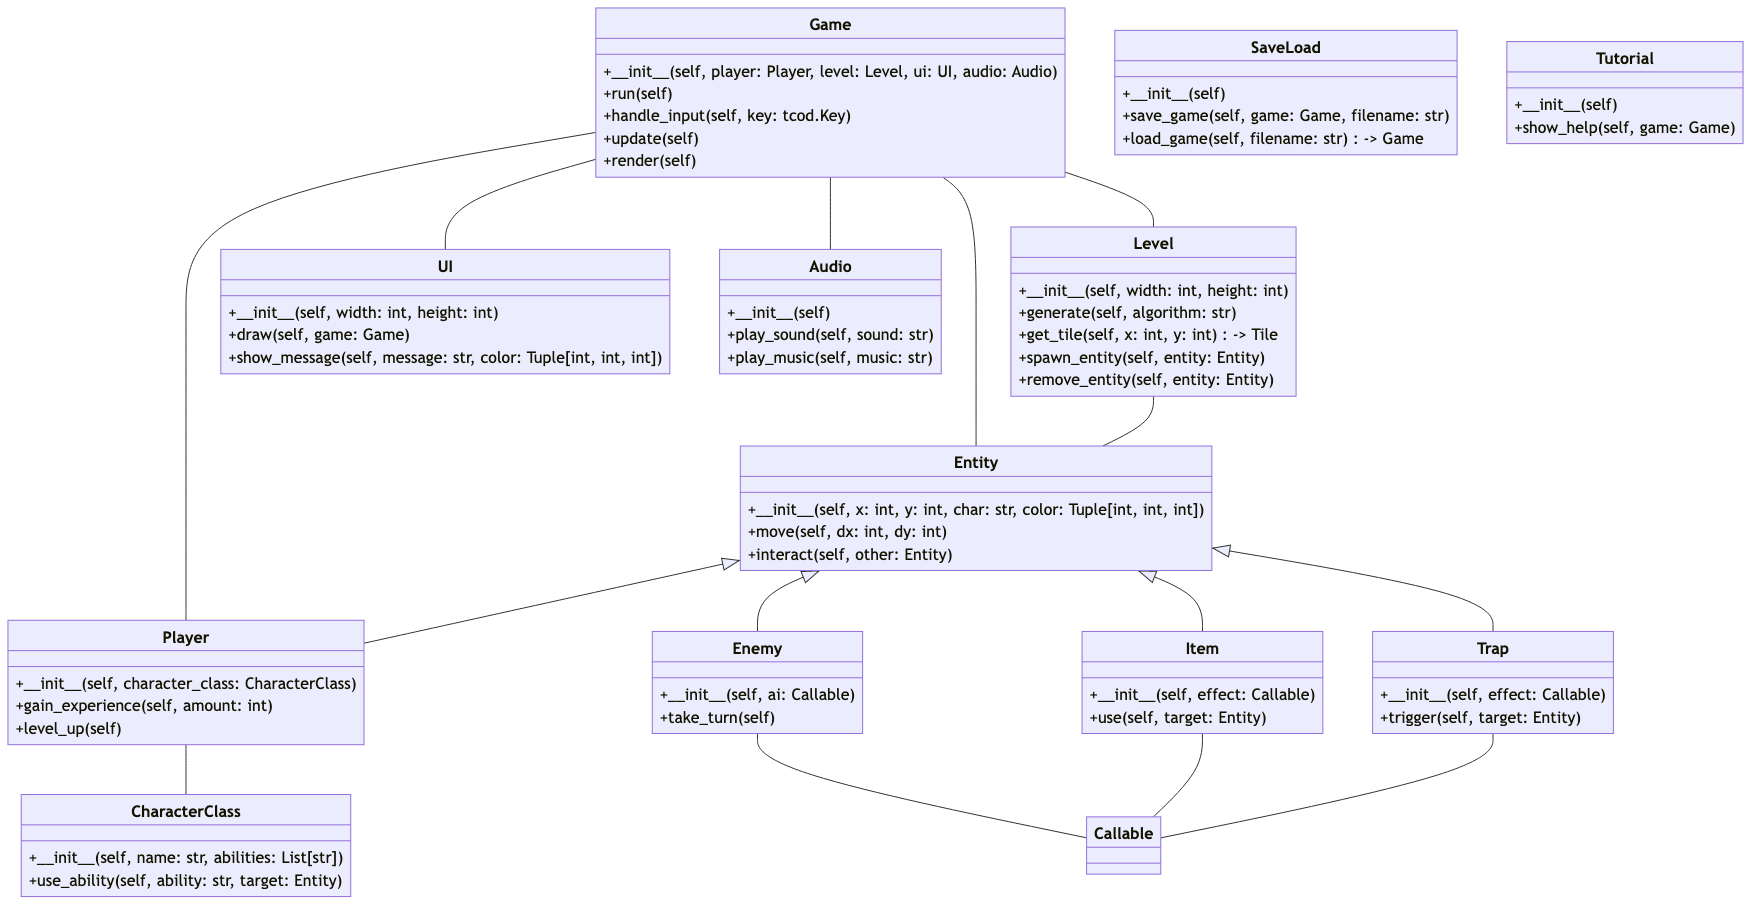 Game
+__init__(self, player: Player, level: Level, ui: UI, audio: Audio)
+run(self)
+handle_input(self, key: tcod.Key)
+update(self)
+render(self)
SaveLoad
+__init__(self)
+save_game(self, game: Game, filename: str)
+load_game(self, filename: str) : -> Game
Tutorial
+__init__(self)
+show_help(self, game: Game)
UI
+__init__(self, width: int, height: int)
+draw(self, game: Game)
+show_message(self, message: str, color: Tuple[int, int, int])
Audio
+__init__(self)
+play_sound(self, sound: str)
+play_music(self, music: str)
Level
+__init__(self, width: int, height: int)
+generate(self, algorithm: str)
+get_tile(self, x: int, y: int) : -> Tile
+spawn_entity(self, entity: Entity)
+remove_entity(self, entity: Entity)
Entity
+__init__(self, x: int, y: int, char: str, color: Tuple[int, int, int])
+move(self, dx: int, dy: int)
+interact(self, other: Entity)
Player
+__init__(self, character_class: CharacterClass)
+gain_experience(self, amount: int)
+level_up(self)
Enemy
+__init__(self, ai: Callable)
+take_turn(self)
Item
+__init__(self, effect: Callable)
+use(self, target: Entity)
Trap
+__init__(self, effect: Callable)
+trigger(self, target: Entity)
CharacterClass
+__init__(self, name: str, abilities: List[str])
+use_ability(self, ability: str, target: Entity)
Callable